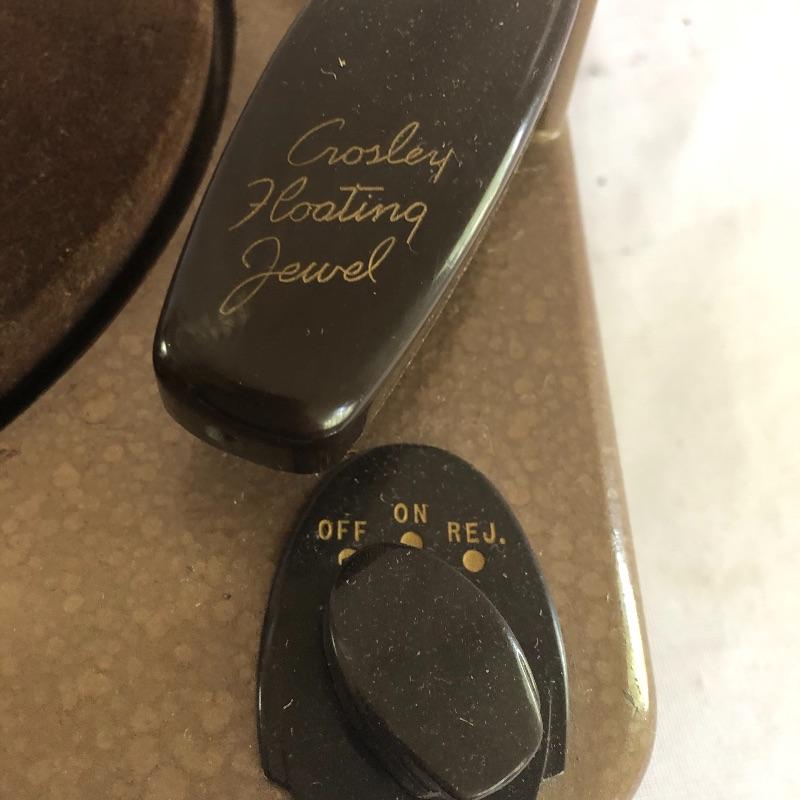 Crosley
Floating
Jewel
OFF ON REJ.